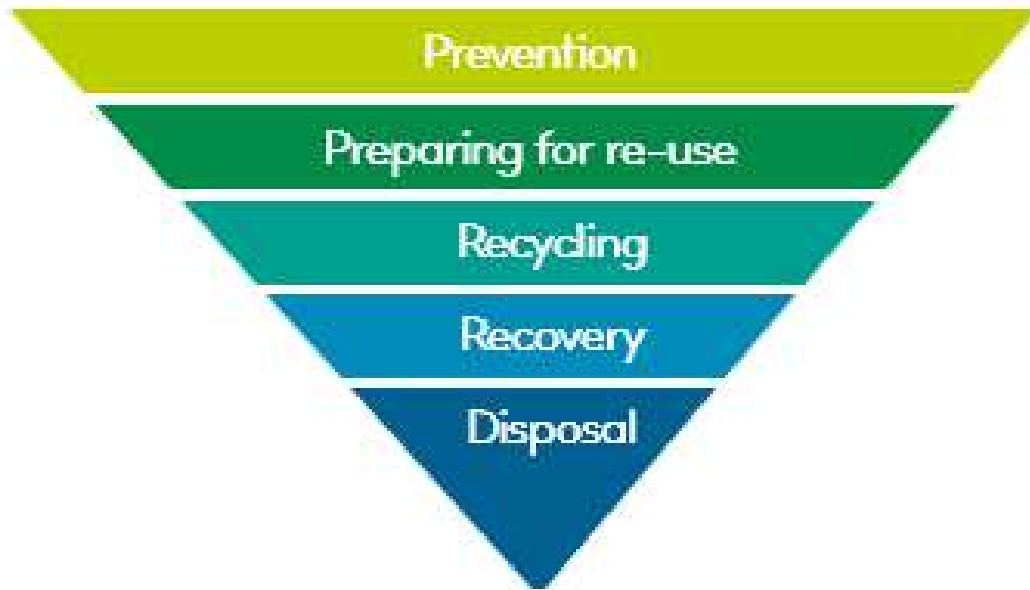 Prevention
Preparing for re-use
Recycling
Recovery
Disposal